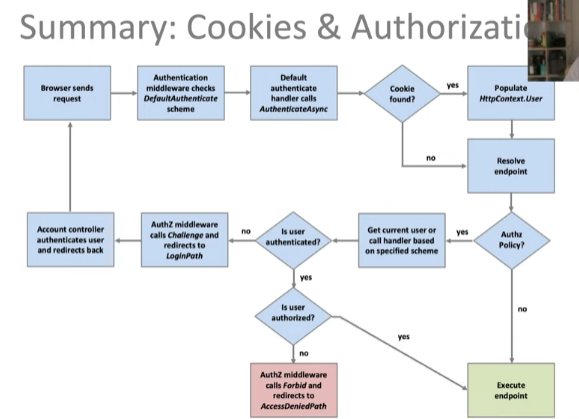 Summary: Cookies & Authorizati
Browser sends
request
Authentication
middleware checks
DefaultAuthenticate
scheme
Default
authenticate
handler calls
AuthenticateAsync
Cookie
found?
yes
Populate
HttpContext.User
no
Resolve
endpoint
Account controller
authenticates user
and redirects back
AuthZ middleware
calls Challenge and
redirects to
LoginPath
no
Is user
authenticated?
Get current user or
call handler based
on specified scheme
yes
Authz
Policy?
yes
Is user
authorized?
no
yes
no
AuthZ middleware
calls Forbid and
redirects to
AccessDeniedPath
Execute
endpoint